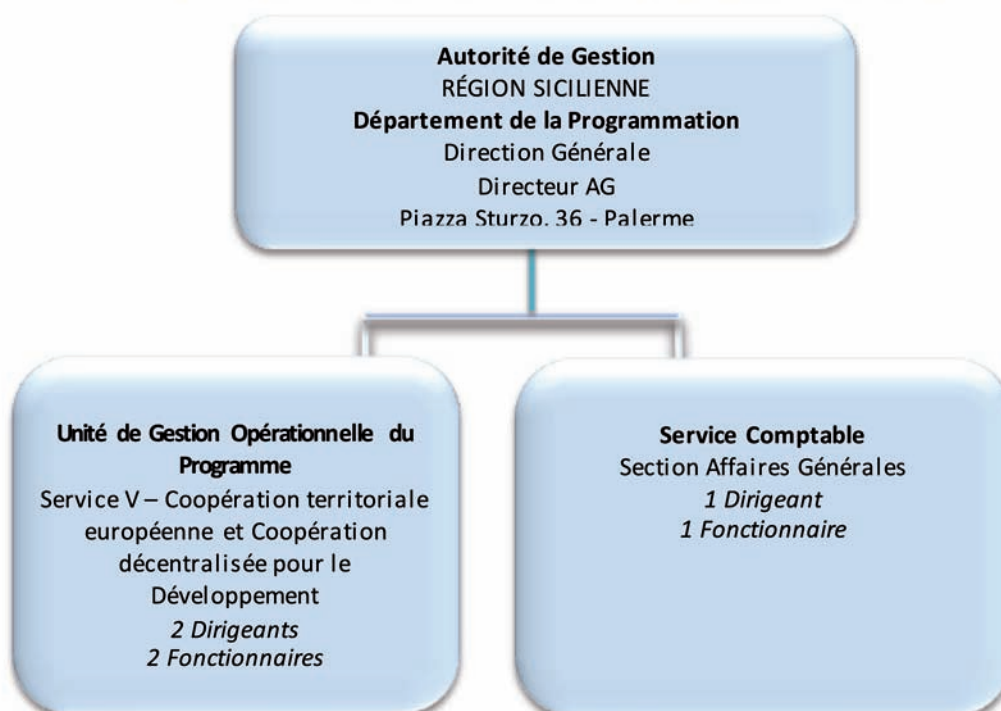 Autorité de Gestion
RÉGION SICILIENNE
Département de la Programmation
Direction Générale
Directeur AG
Piazza Sturzo, 36 - Palerme
Unité de Gestion Opérationnelle du
Programme
Service V – Coopération territoriale
européenne et Coopération
décentralisée pour le
Développement
2 Dirigeants
2 Fonctionnaires
Service Comptable
Section Affaires Générales
1 Dirigeant
1 Fonctionnaire